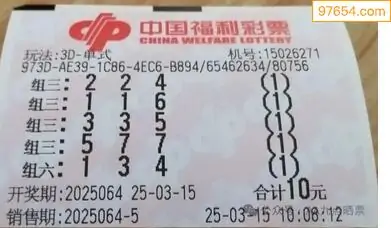 97654.com
中国福利彩票
CHINA WELFARE LOTTERY
玩法:3D-单式 机号:15026271
973D-AE39-1C86-4EC6-B894/65462634/80756
组三: 2 2 4 (1)
组三: 1 1 6 (1)
组三: 3 3 5 (1)
组三: 5 7 7 (1)
组六: 1 3 4 (1)
开奖期:2025064 25-03-15 合计10元
销售期:2025064-5 25-03-15 10:08:12